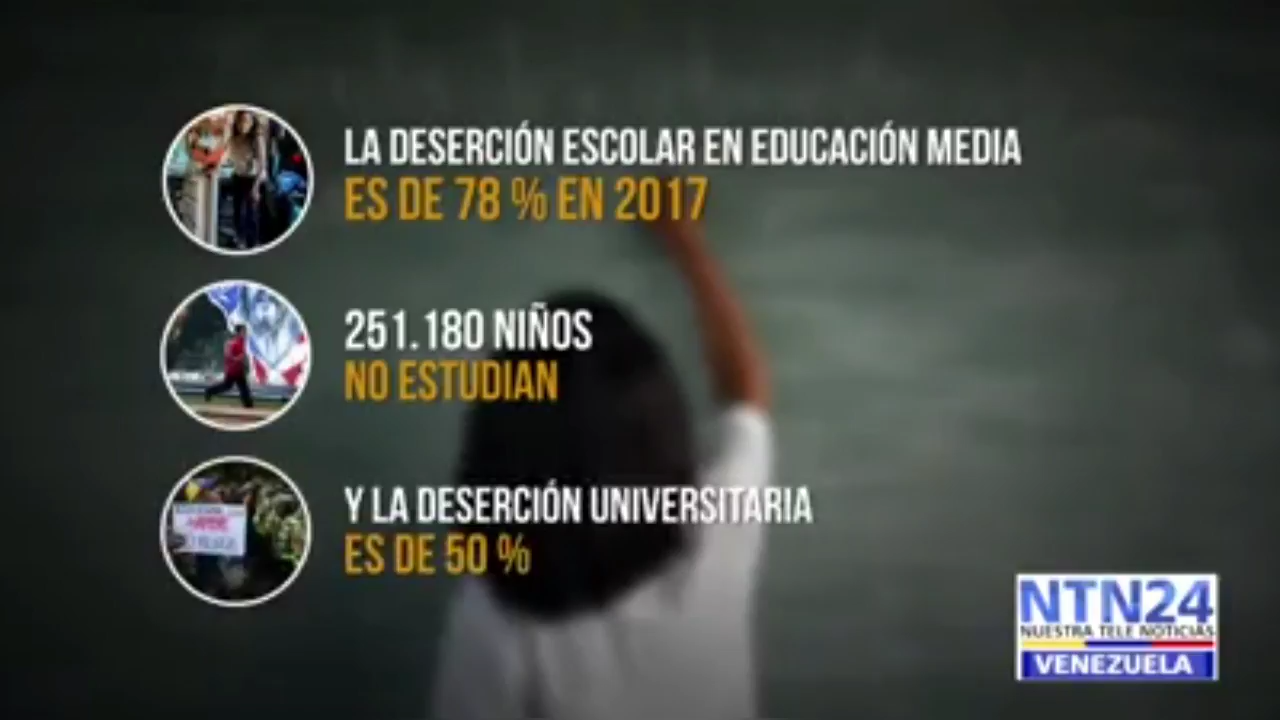 LA DESERCIÓN ESCOLAR EN EDUCACIÓN MEDIA
ES DE 78 % EN 2017
251.180 NIÑOS
NO ESTUDIAN
Y LA DESERCIÓN UNIVERSITARIA
ES DE 50 %
NTN24
NUESTRA TELE NOTICIAS
VENEZUELA